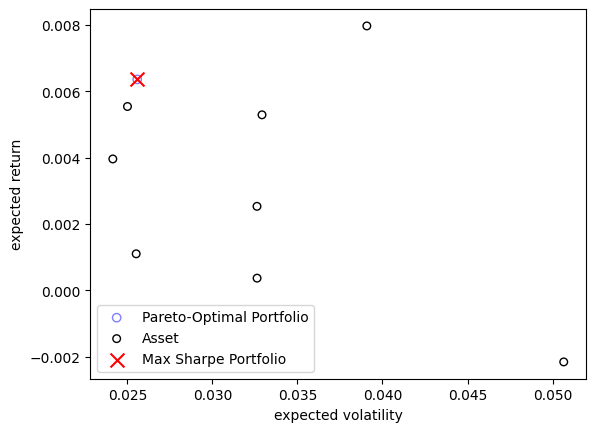 0.008
0.006
0.004
0.002
0.000
−0.002
expected return
0.025 0.030 0.035 0.040 0.045 0.050
expected volatility
Pareto-Optimal Portfolio
Asset
Max Sharpe Portfolio